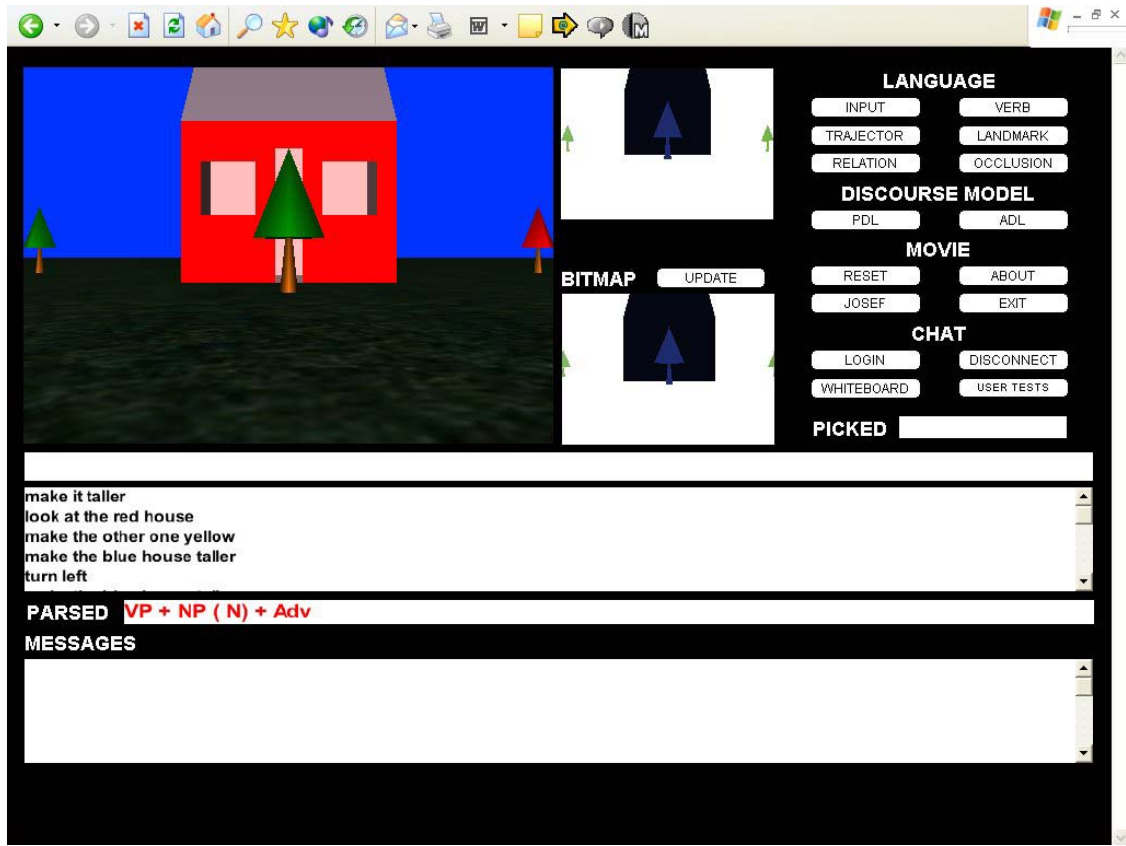 LANGUAGE
INPUT VERB
TRAJECTOR LANDMARK
RELATION OCCLUSION
DISCOURSE MODEL
PDL ADL
MOVIE
RESET ABOUT
JOSEF EXIT
CHAT
LOGIN DISCONNECT
WHITEBOARD USER TESTS
PICKED
BITMAP UPDATE
make it taller
look at the red house
make the other one yellow
make the blue house taller
turn left
PARSED VP + NP ( N) + Adv
MESSAGES